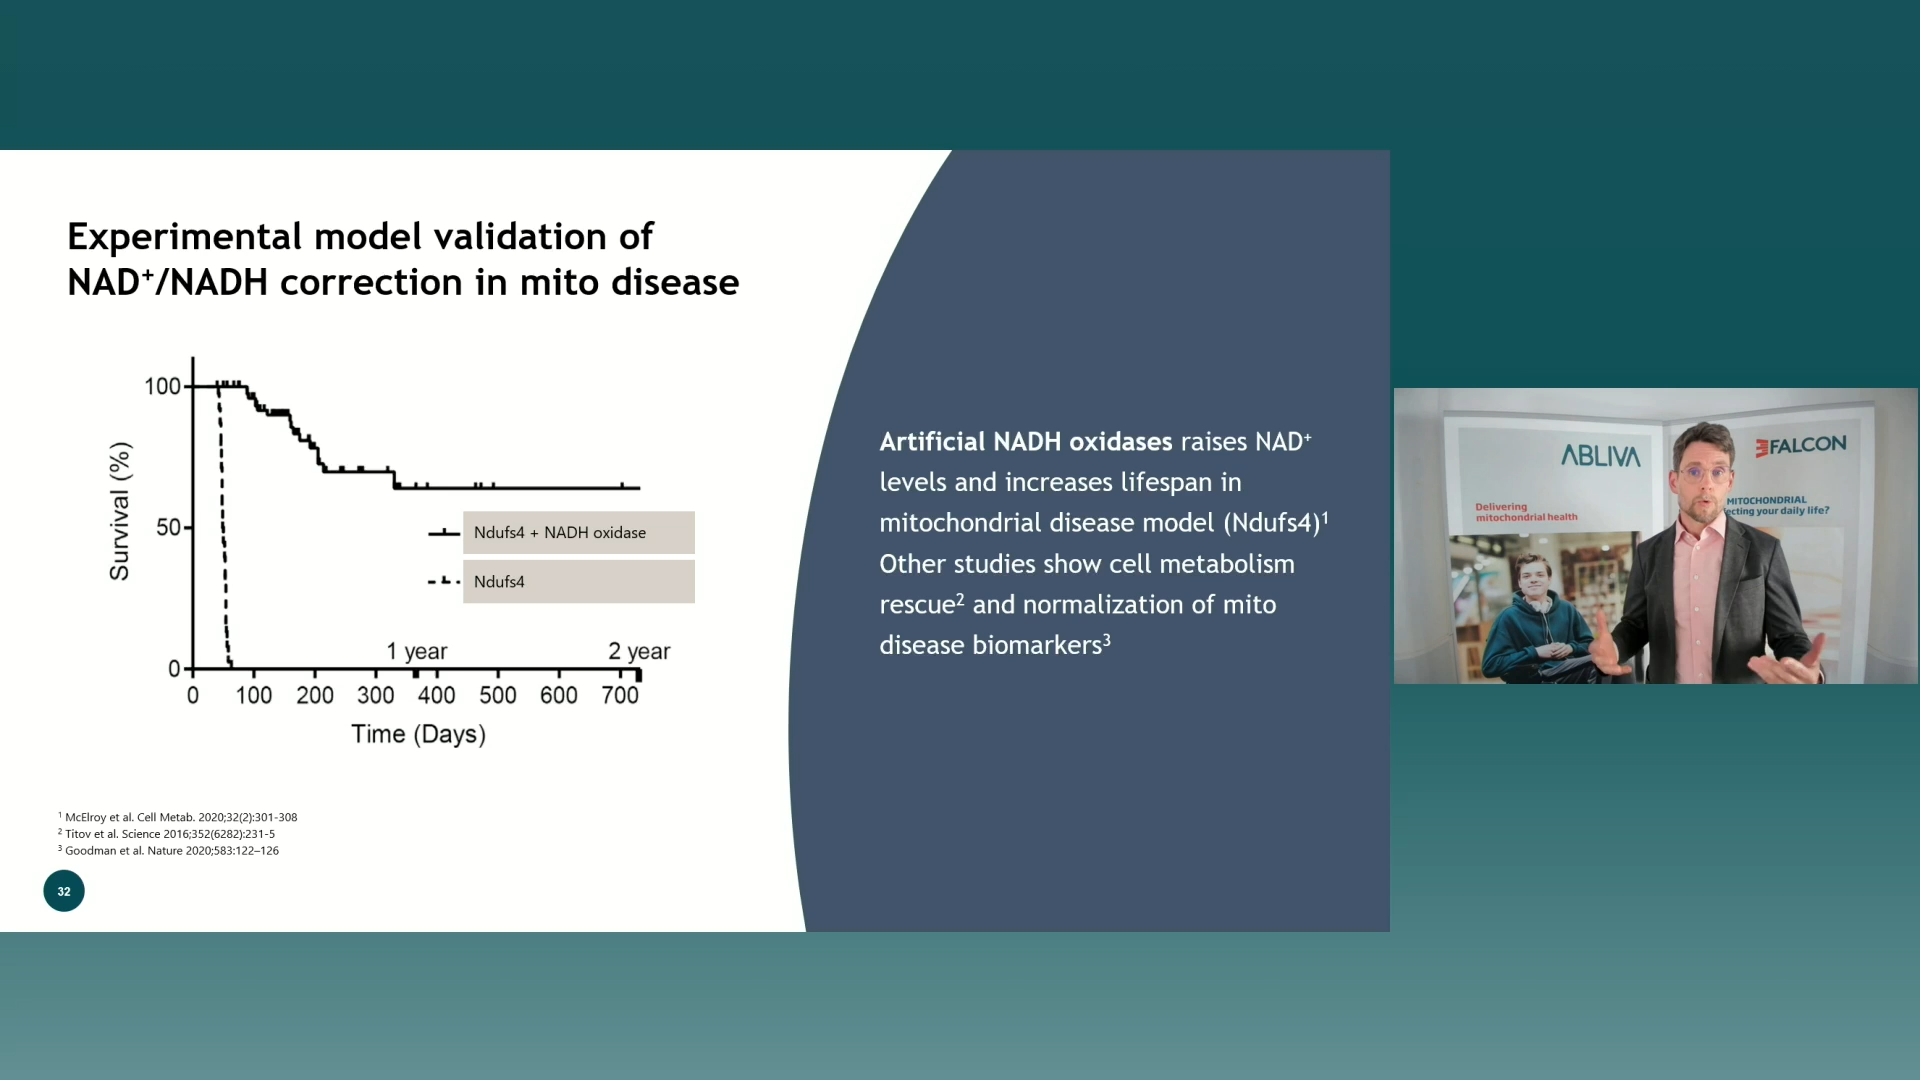 Experimental model validation of
NAD⁺/NADH correction in mito disease
100
50
0
Survival (%)
Ndufs4 + NADH oxidase
Ndufs4
1 year
2 year
0 100 200 300 400 500 600 700
Time (Days)
¹ McElroy et al. Cell Metab. 2020;32(2):301-308
² Titov et al. Science 2016;352(6282):231-5
³ Goodman et al. Nature 2020;583:122–126
32
Artificial NADH oxidases raises NAD⁺
levels and increases lifespan in
mitochondrial disease model (Ndufs4)¹
Other studies show cell metabolism
rescue² and normalization of mito
disease biomarkers³
ABLIVA
Delivering
mitochondrial health
FALCON
MITOCHONDRIAL
ecting your daily life?